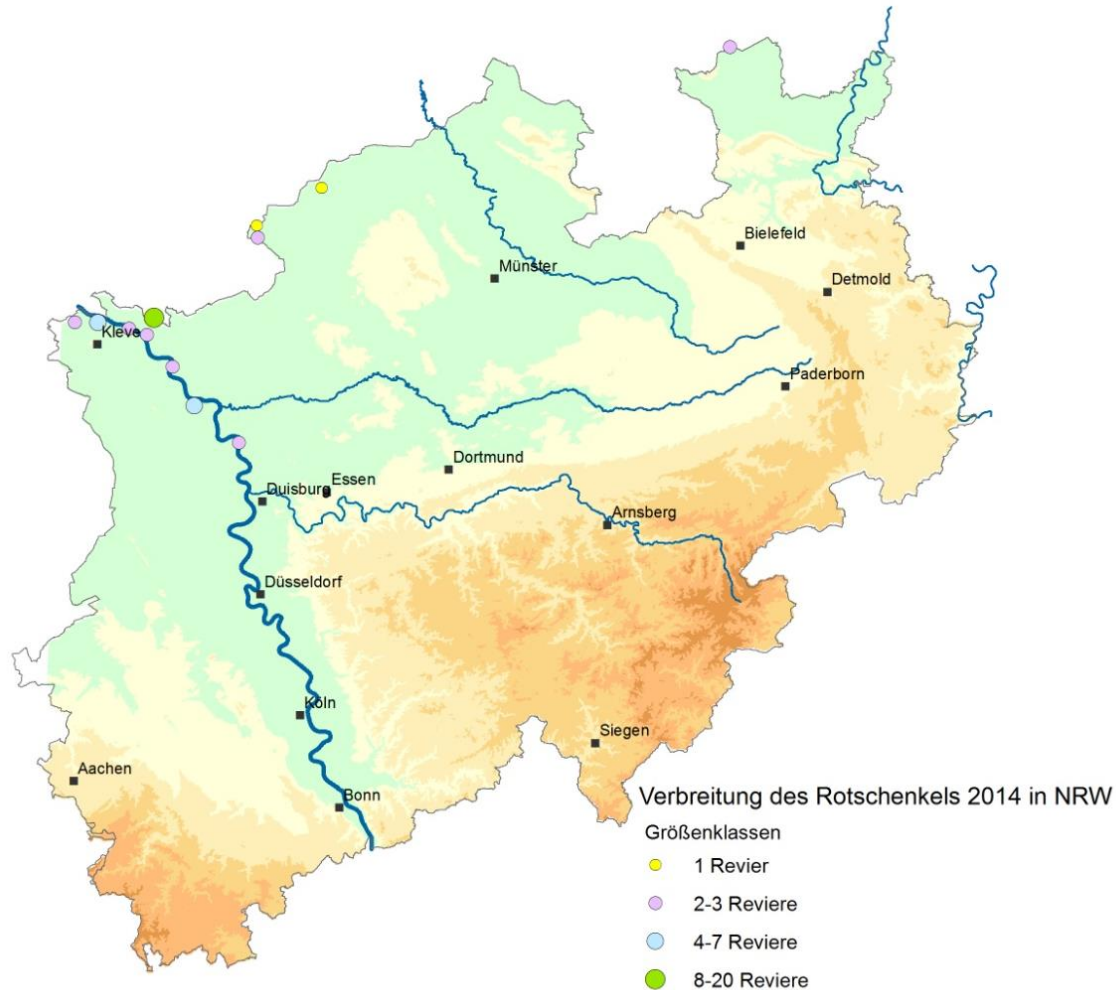 Bielefeld
Münster
Detmold
Kleve
Paderborn
Dortmund
Essen
Duisburg
Arnsberg
Düsseldorf
Köln
Siegen
Aachen
Bonn
Verbreitung des Rotschenkels 2014 in NRW
Größenklassen
1 Revier
2-3 Reviere
4-7 Reviere
8-20 Reviere